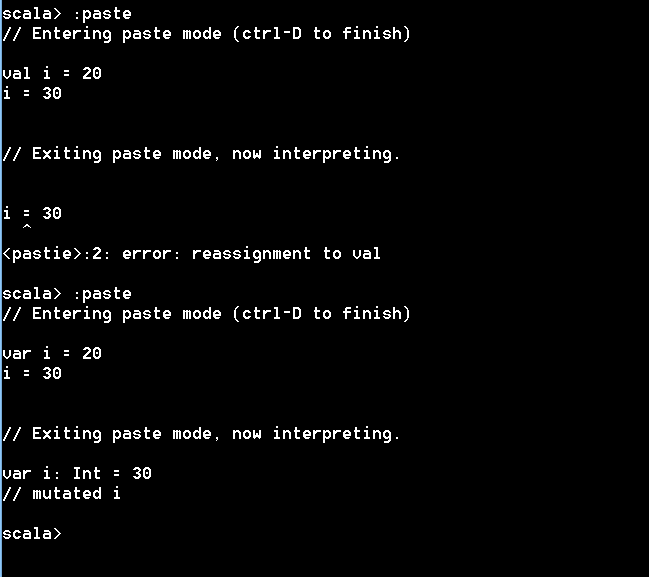 scala> :paste
// Entering paste mode (ctrl-D to finish)
val i = 20
i = 30
// Exiting paste mode, now interpreting.
i = 30
^
<pastie>:2: error: reassignment to val
scala> :paste
// Entering paste mode (ctrl-D to finish)
var i = 20
i = 30
// Exiting paste mode, now interpreting.
var i: Int = 30
// mutated i
scala>